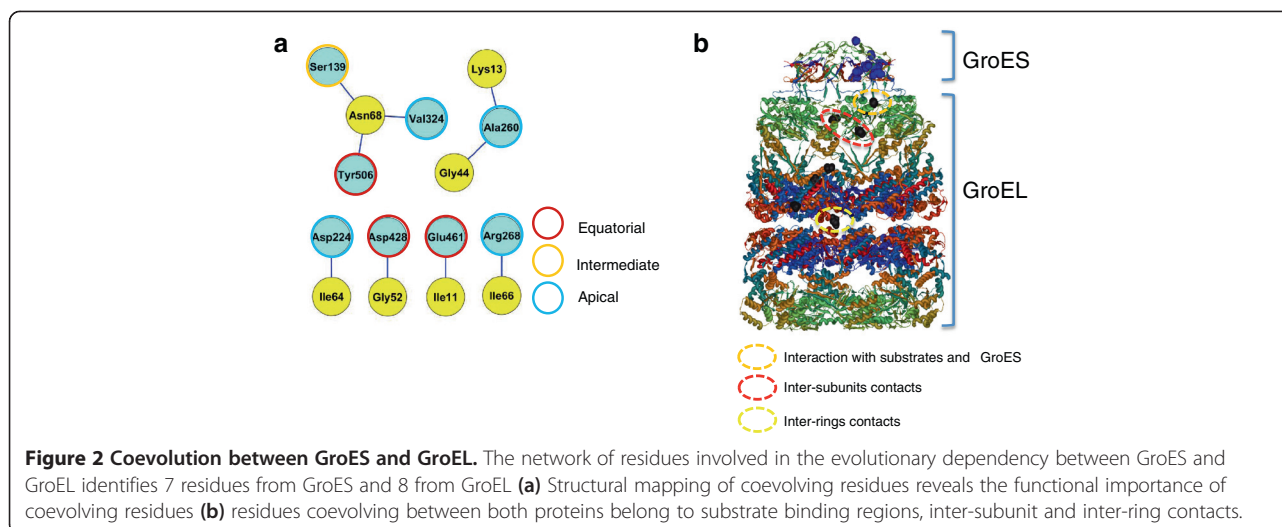 a
Ser139
Lys13
Asn68
Val324
Ala260
Tyr506
Gly44
Asp224
Asp428
Glu461
Arg268
Ile64
Gly52
Ile11
Ile66
Equatorial
Intermediate
Apical
b
GroES
GroEL
Interaction with substrates and GroES
Inter-subunits contacts
Inter-rings contacts
Figure 2 Coevolution between GroES and GroEL. The network of residues involved in the evolutionary dependency between GroES and
GroEL identifies 7 residues from GroES and 8 from GroEL (a) Structural mapping of coevolving residues reveals the functional importance of
coevolving residues (b) residues coevolving between both proteins belong to substrate binding regions, inter-subunit and inter-ring contacts.